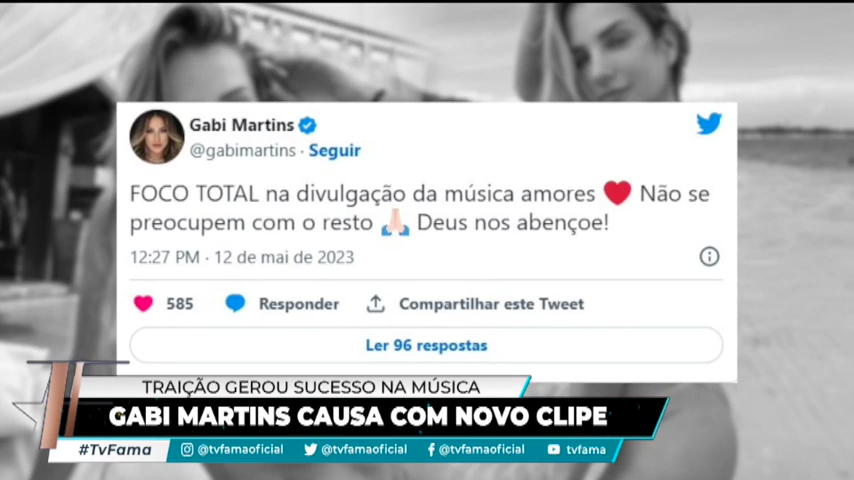 Gabi Martins
@gabimartins · Seguir
FOCO TOTAL na divulgação da música amores ❤️ Não se
preocupem com o resto 🙏🏻 Deus nos abençoe!
12:27 PM · 12 de mai de 2023
585 Responder Compartilhar este Tweet
Ler 96 respostas
TRAIÇÃO GEROU SUCESSO NA MÚSICA
GABI MARTINS CAUSA COM NOVO CLIPE
#TvFama @tvfamaoficial @tvfamaoficial @tvfamaoficial tvfama